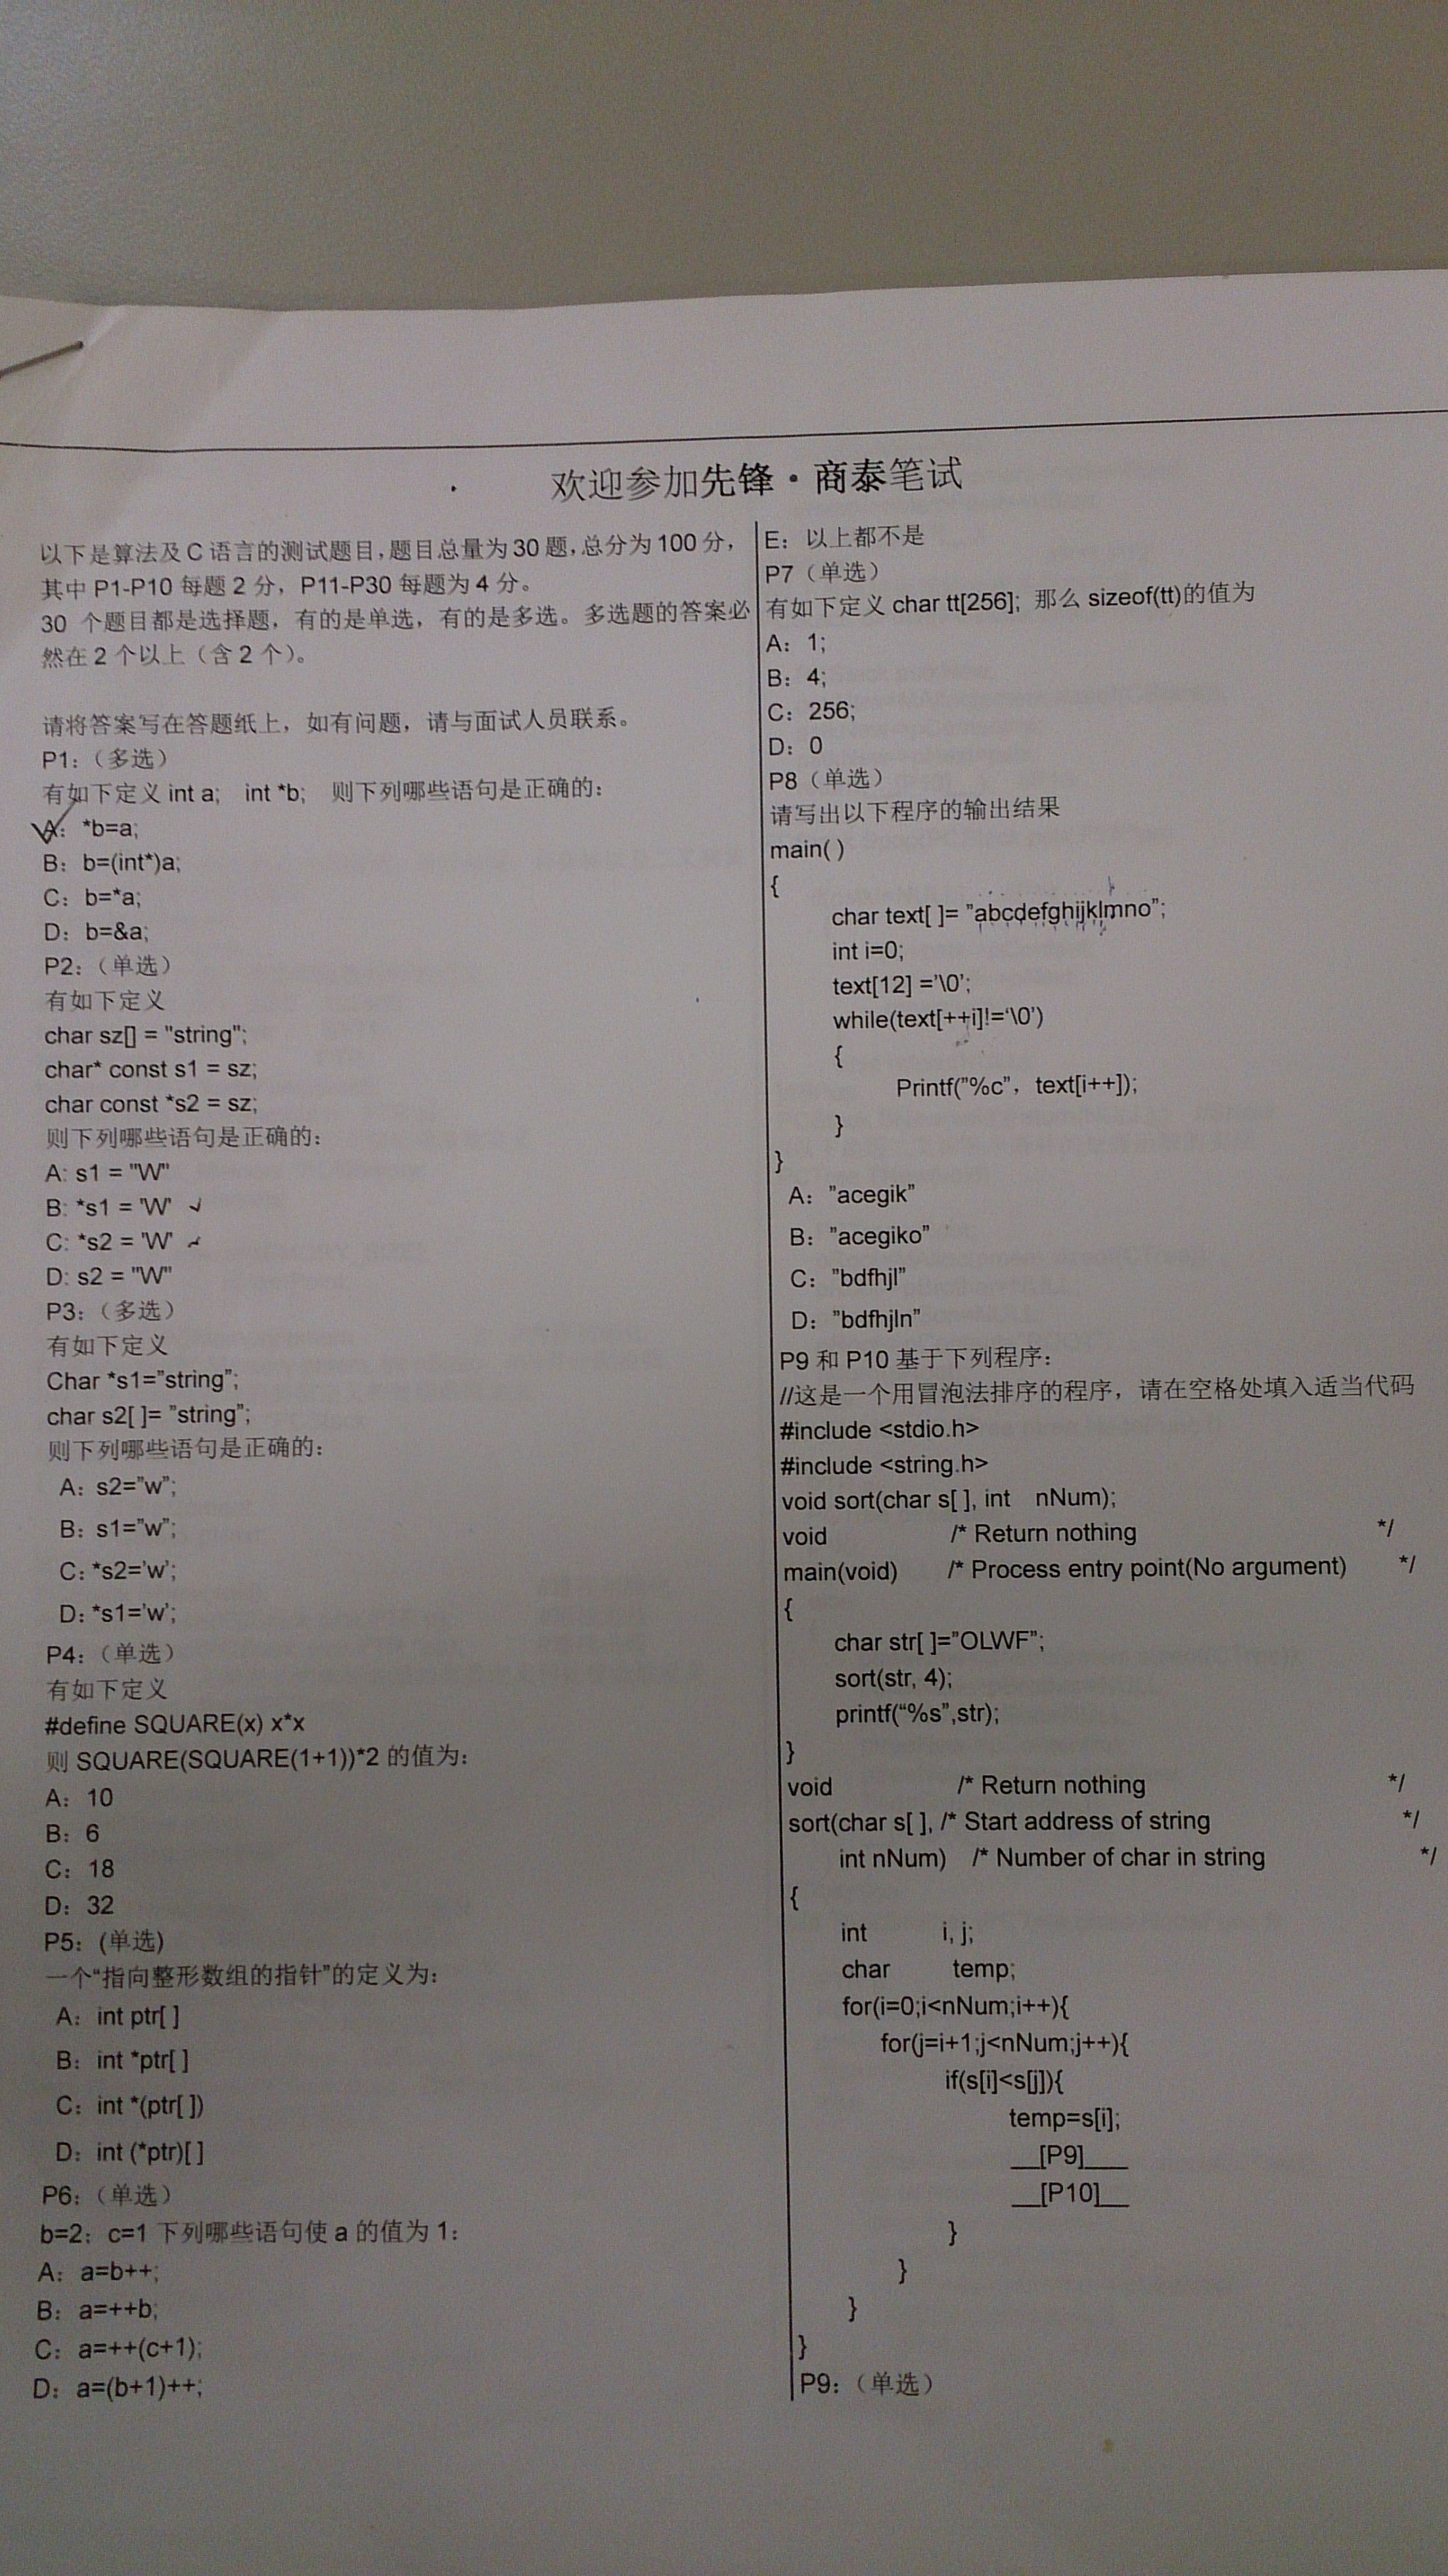 欢迎参加先锋·商泰笔试
以下是算法及C语言的测试题目,题目总量为30题,总分为100分，
其中P1-P10每题2分，P11-P30每题为4分。
30 个题目都是选择题，有的是单选，有的是多选。多选题的答案必
然在2个以上（含2个）。
请将答案写在答题纸上，如有问题，请与面试人员联系。
P1：（多选）
有如下定义 int a;   int *b;   则下列哪些语句是正确的：
A：*b=a;
B：b=(int*)a;
C：b=*a;
D：b=&a;
P2：（单选）
有如下定义
char sz[] = "string";
char* const s1 = sz;
char const *s2 = sz;
则下列哪些语句是正确的：
A: s1 = "W"
B: *s1 = 'W'
C: *s2 = 'W'
D: s2 = "W"
P3：（多选）
有如下定义
Char *s1=”string”;
char s2[ ]= ”string”;
则下列哪些语句是正确的：
A：s2=”w”;
B：s1=”w”;
C：*s2=’w’;
D：*s1=’w’;
P4：（单选）
有如下定义
#define SQUARE(x) x*x
则 SQUARE(SQUARE(1+1))*2 的值为：
A：10
B：6
C：18
D：32
P5：(单选)
一个“指向整形数组的指针”的定义为：
A：int ptr[ ]
B：int *ptr[ ]
C：int *(ptr[ ])
D：int (*ptr)[ ]
P6：（单选）
b=2；c=1 下列哪些语句使 a 的值为 1：
A：a=b++;
B：a=++b;
C：a=++(c+1);
D：a=(b+1)++;
E：以上都不是
P7（单选）
有如下定义 char tt[256];  那么 sizeof(tt)的值为
A：1;
B：4;
C：256;
D：0
P8（单选）
请写出以下程序的输出结果
main( )
{
char text[ ]= ”abcdefghijklmno”;
int i=0;
text[12] =’\0’;
while(text[++i]!=‘\0’)
{
Printf(”%c”，text[i++]);
}
}
A：”acegik”
B：”acegiko”
C：”bdfhjl”
D：”bdfhjln”
P9 和 P10 基于下列程序：
//这是一个用冒泡法排序的程序，请在空格处填入适当代码
#include <stdio.h>
#include <string.h>
void sort(char s[ ], int   nNum);
void /* Return nothing */
main(void) /* Process entry point(No argument) */
{
char str[ ]=”OLWF”;
sort(str, 4);
printf(“%s”,str);
}
void /* Return nothing */
sort(char s[ ], /* Start address of string */
int nNum) /* Number of char in string */
{
int i, j;
char temp;
for(i=0;i<nNum;i++){
for(j=i+1;j<nNum;j++){
if(s[i]<s[j]){
temp=s[i];
__[P9]___
__[P10]__
}
}
}
}
P9：（单选）